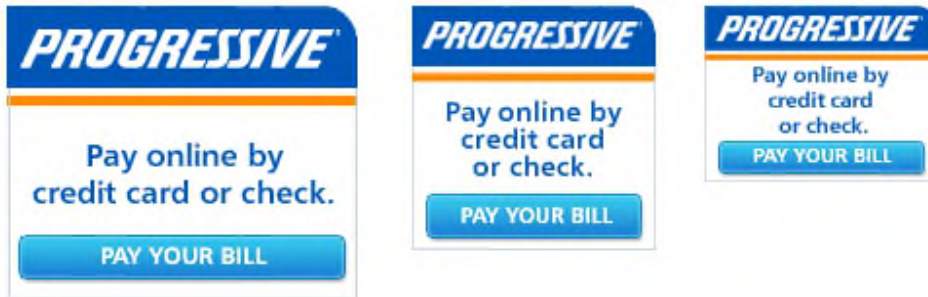 PROGRESSIVE
Pay online by
credit card or check.
PAY YOUR BILL
PROGRESSIVE
Pay online by
credit card
or check.
PAY YOUR BILL
PROGRESSIVE
Pay online by
credit card
or check.
PAY YOUR BILL